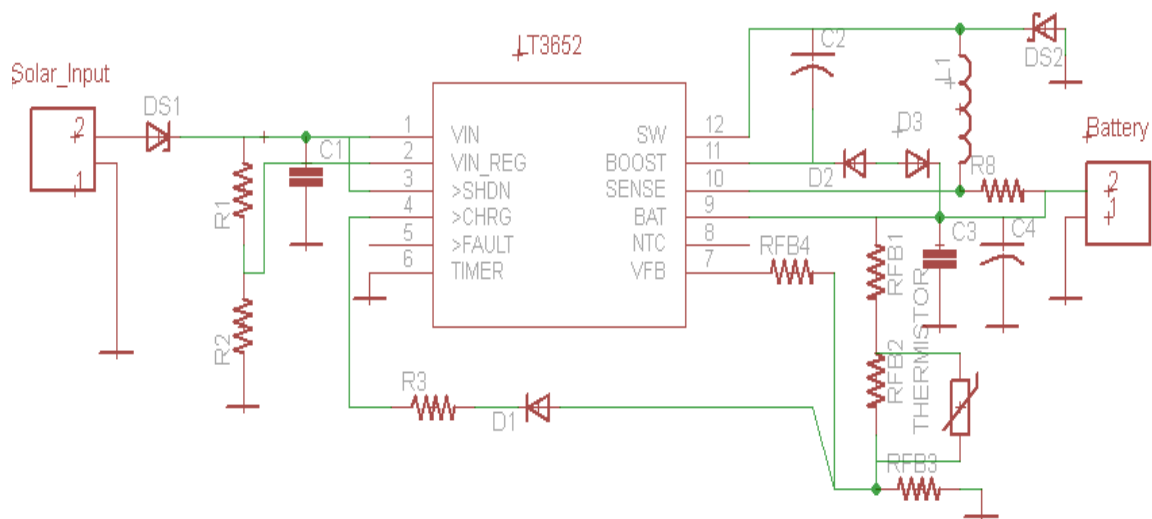 LT3652
C2
DS2
Solar_Input
DS1
L1
D3
Battery
2
1
1 VIN SW 12
2 VIN_REG BOOST 11
3 >SHDN SENSE 10
4 >CHRG BAT 9
5 >FAULT NTC 8
6 TIMER VFB 7
C1
D2
R8
2
1
R1
RFB4
RFB1
C3
C4
R2
RFB2
THERMISTOR
R3
D1
RFB3